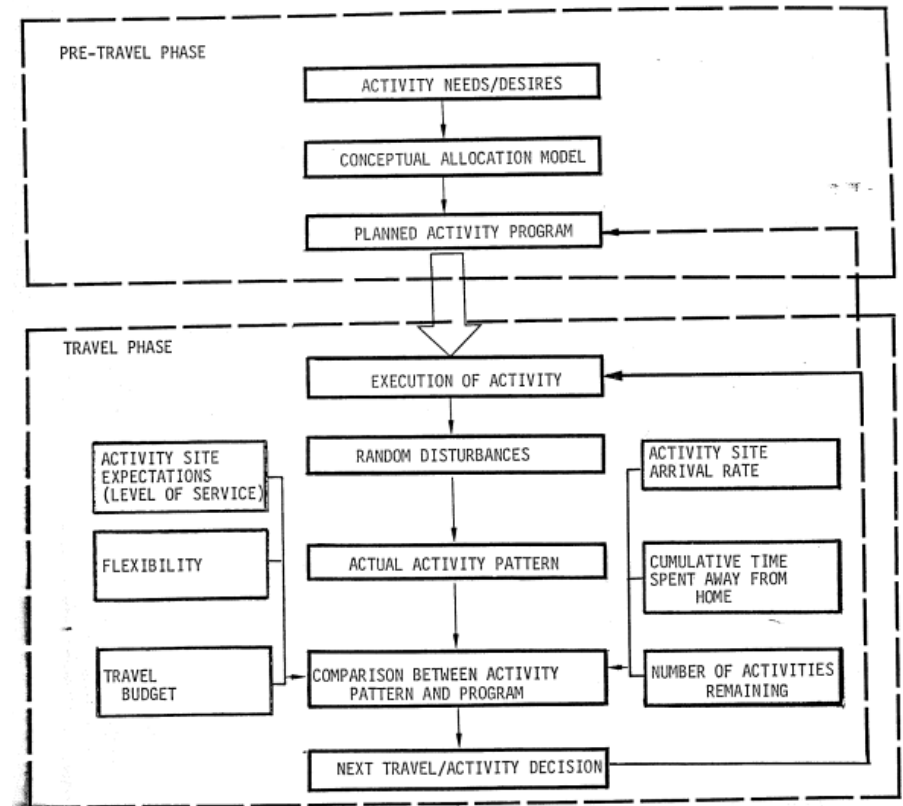 PRE-TRAVEL PHASE
ACTIVITY NEEDS/DESIRES
CONCEPTUAL ALLOCATION MODEL
PLANNED ACTIVITY PROGRAM
TRAVEL PHASE
EXECUTION OF ACTIVITY
RANDOM DISTURBANCES
ACTIVITY SITE
EXPECTATIONS
(LEVEL OF SERVICE)
ACTIVITY SITE
ARRIVAL RATE
FLEXIBILITY
ACTUAL ACTIVITY PATTERN
CUMULATIVE TIME
SPENT AWAY FROM
HOME
TRAVEL
BUDGET
COMPARISON BETWEEN ACTIVITY
PATTERN AND PROGRAM
NUMBER OF ACTIVITIES
REMAINING
NEXT TRAVEL/ACTIVITY DECISION